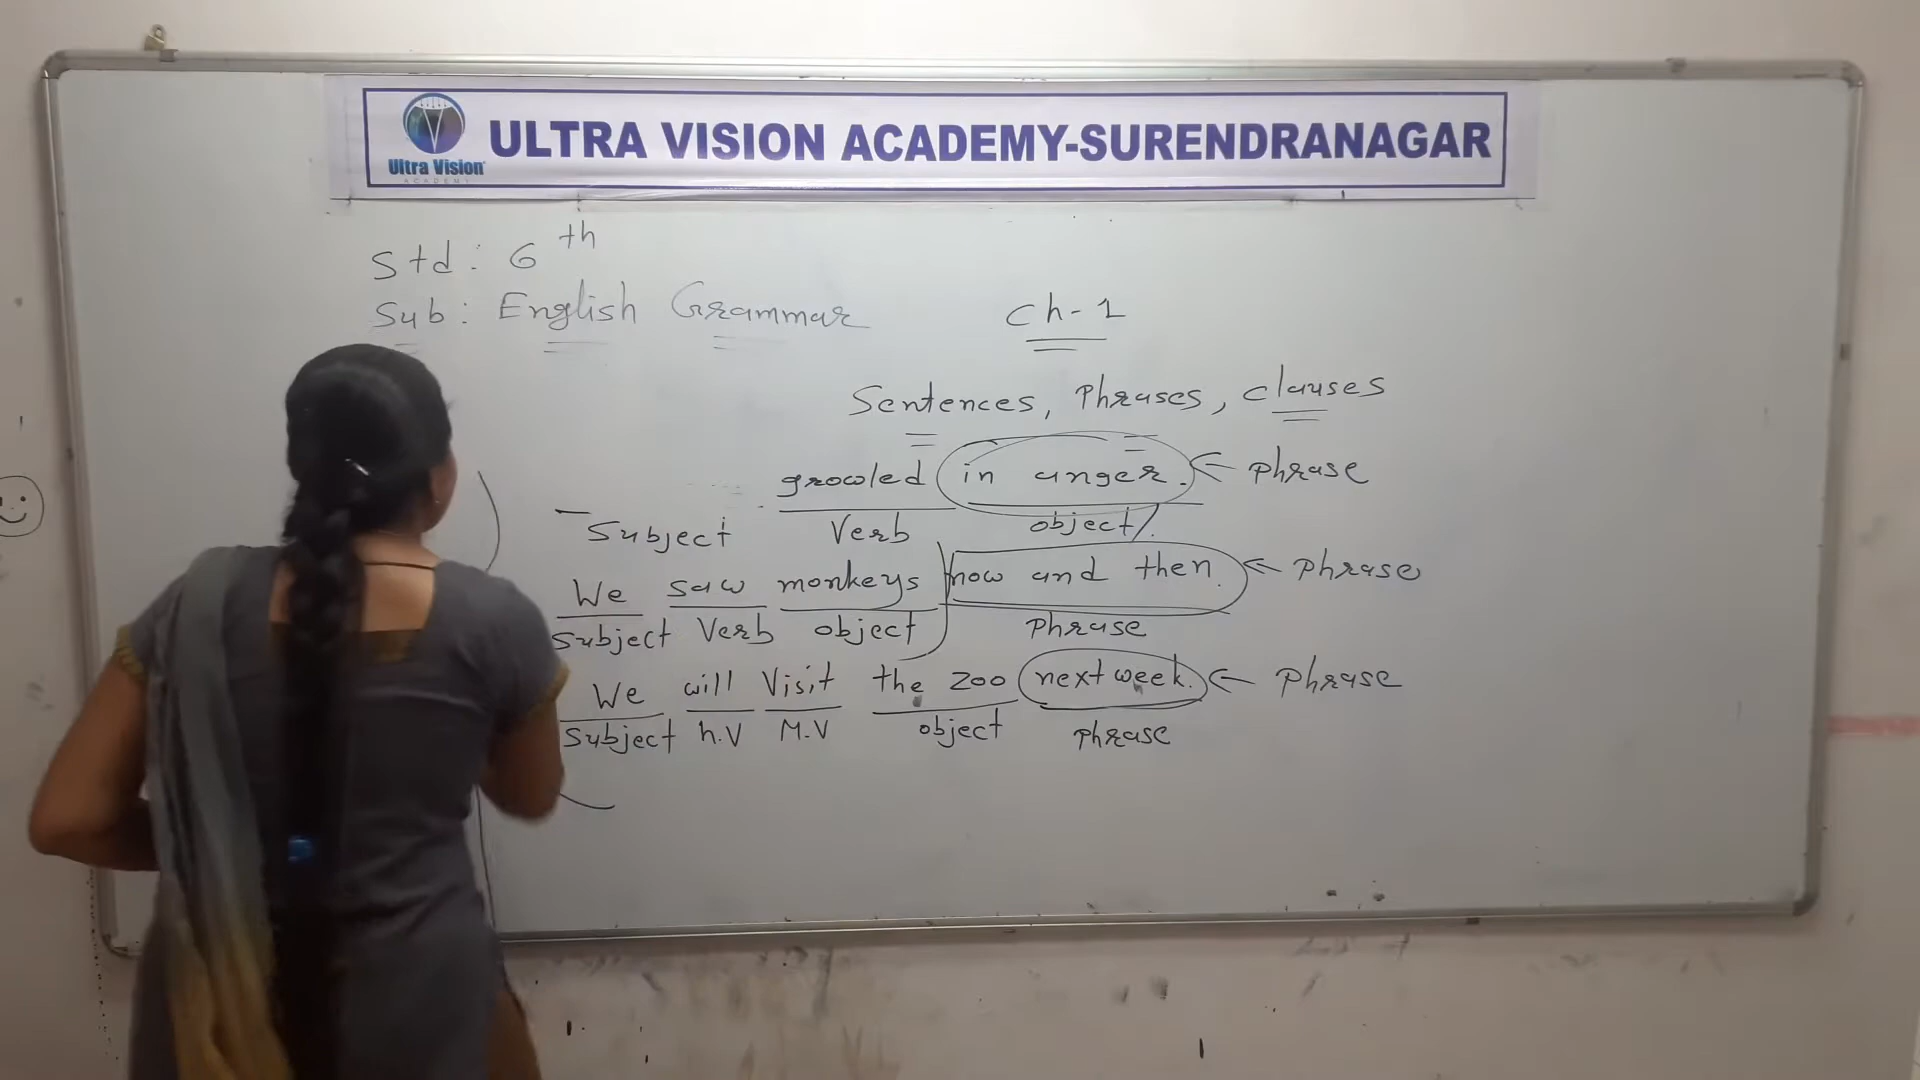 ULTRA VISION ACADEMY-SURENDRANAGAR
Ultra Vision
ACADEMY
Std : 6th
Sub : English Grammar
Ch-1
Sentences, Phrases, clauses
growled in anger. ← phrase
Subject Verb object
We saw monkeys now and then. ← phrase
Subject Verb object phrase
We will Visit the zoo next week. ← phrase
Subject h.V M.V object phrase